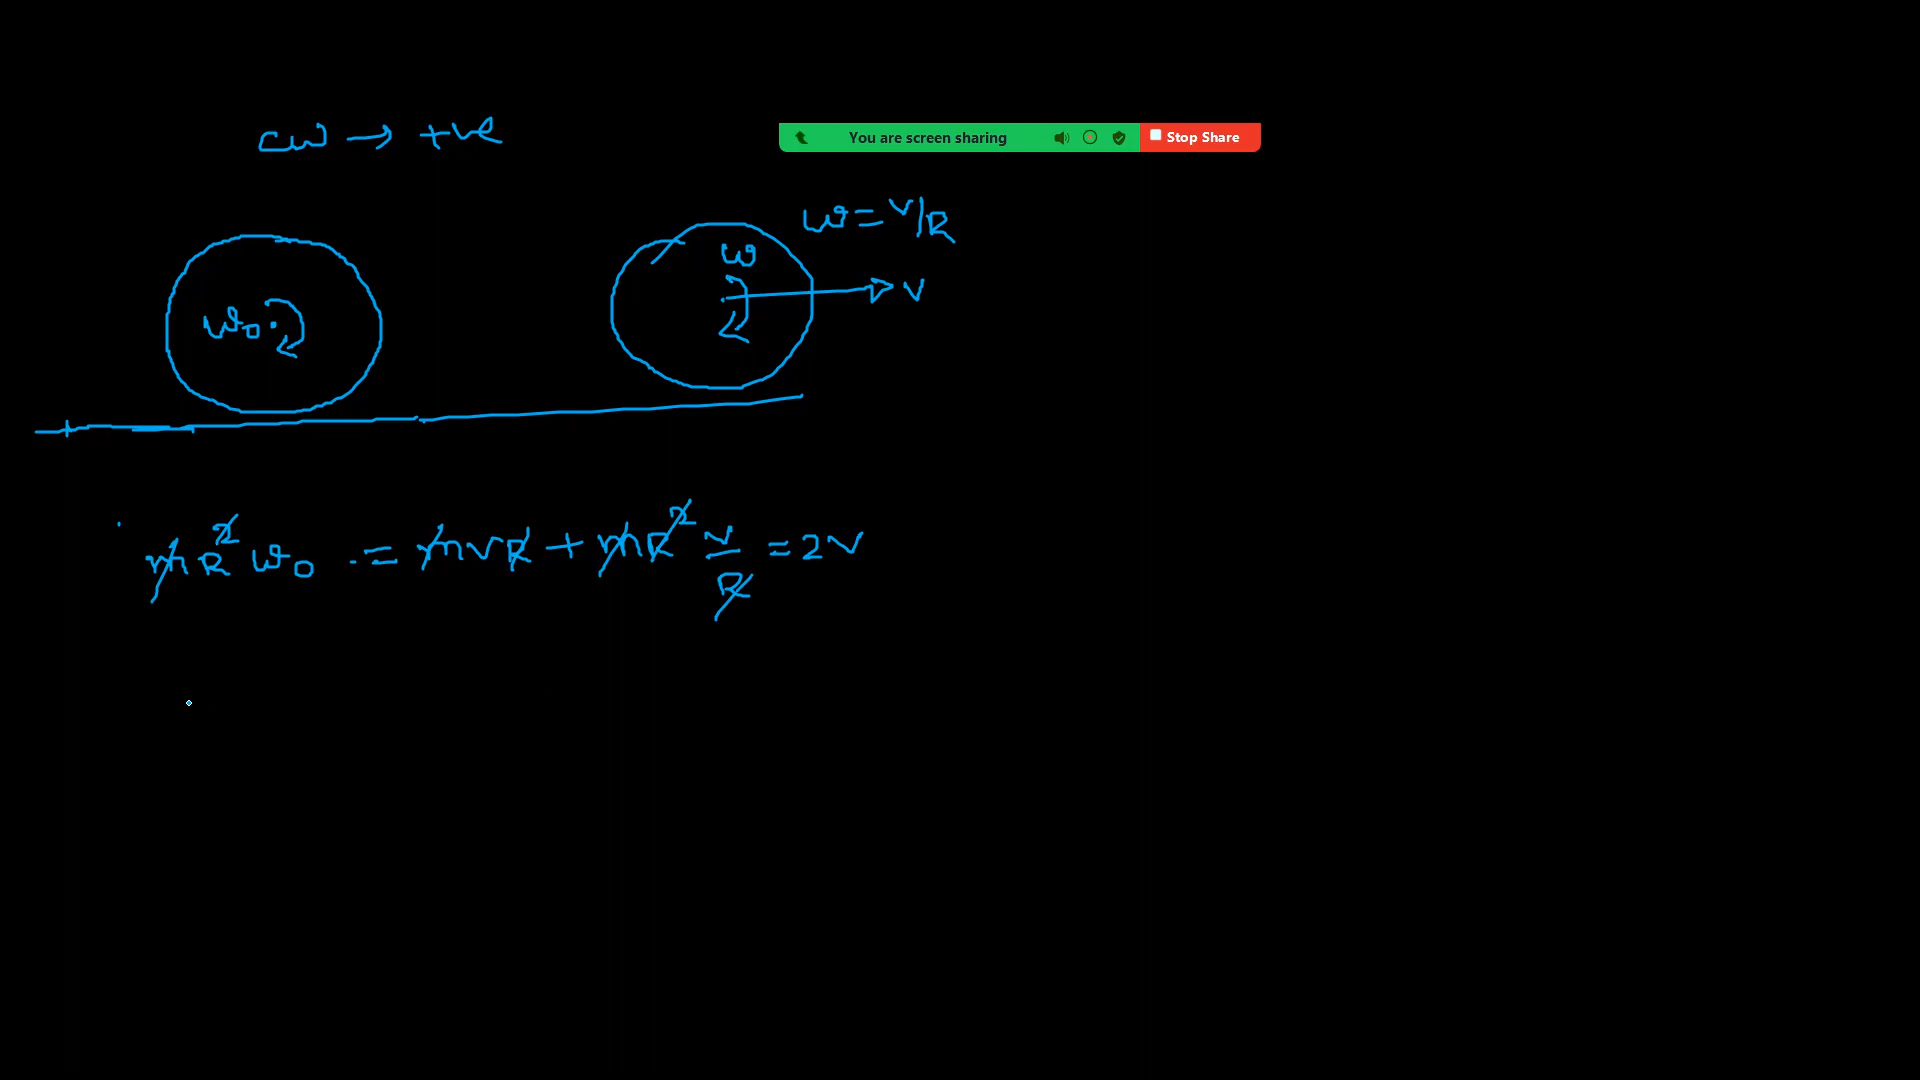 cw → +ve
You are screen sharing Stop Share
ω = v/R
ω
ω₀
v
mR²ω₀ = mvR + mR² v/R = 2v